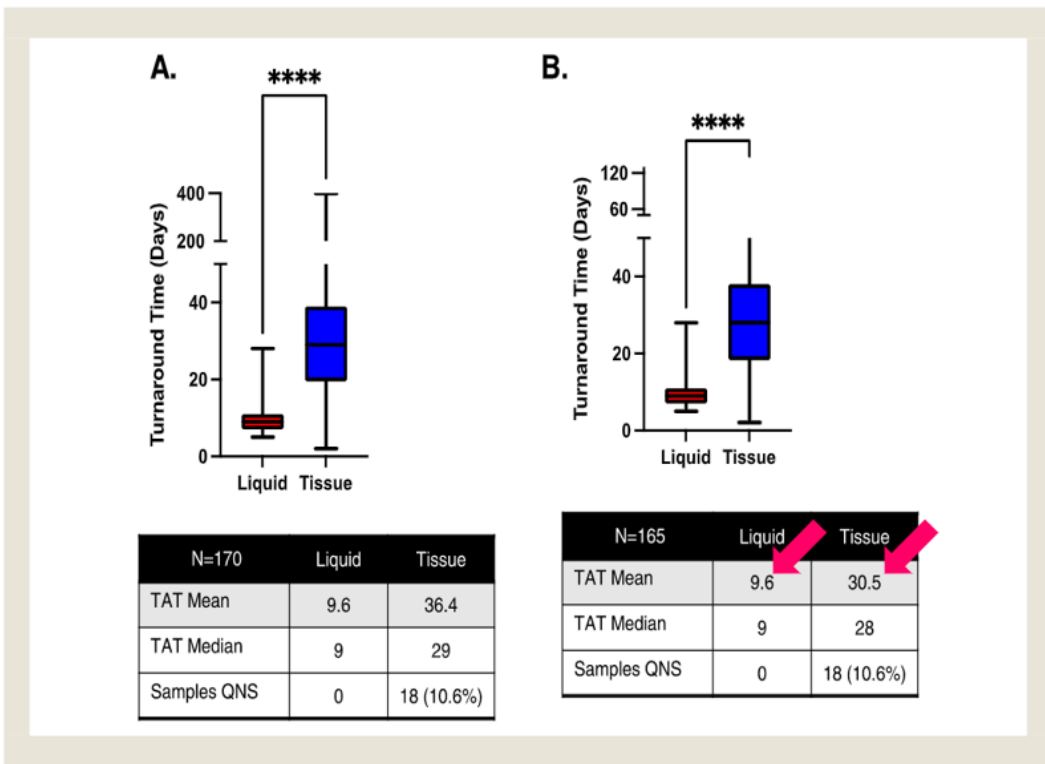 A.
****
Turnaround Time (Days)
400
200
40
20
0
Liquid Tissue
N=170 Liquid Tissue
TAT Mean 9.6 36.4
TAT Median 9 29
Samples QNS 0 18 (10.6%)
B.
****
Turnaround Time (Days)
120
60
40
20
0
Liquid Tissue
N=165 Liquid Tissue
TAT Mean 9.6 30.5
TAT Median 9 28
Samples QNS 0 18 (10.6%)